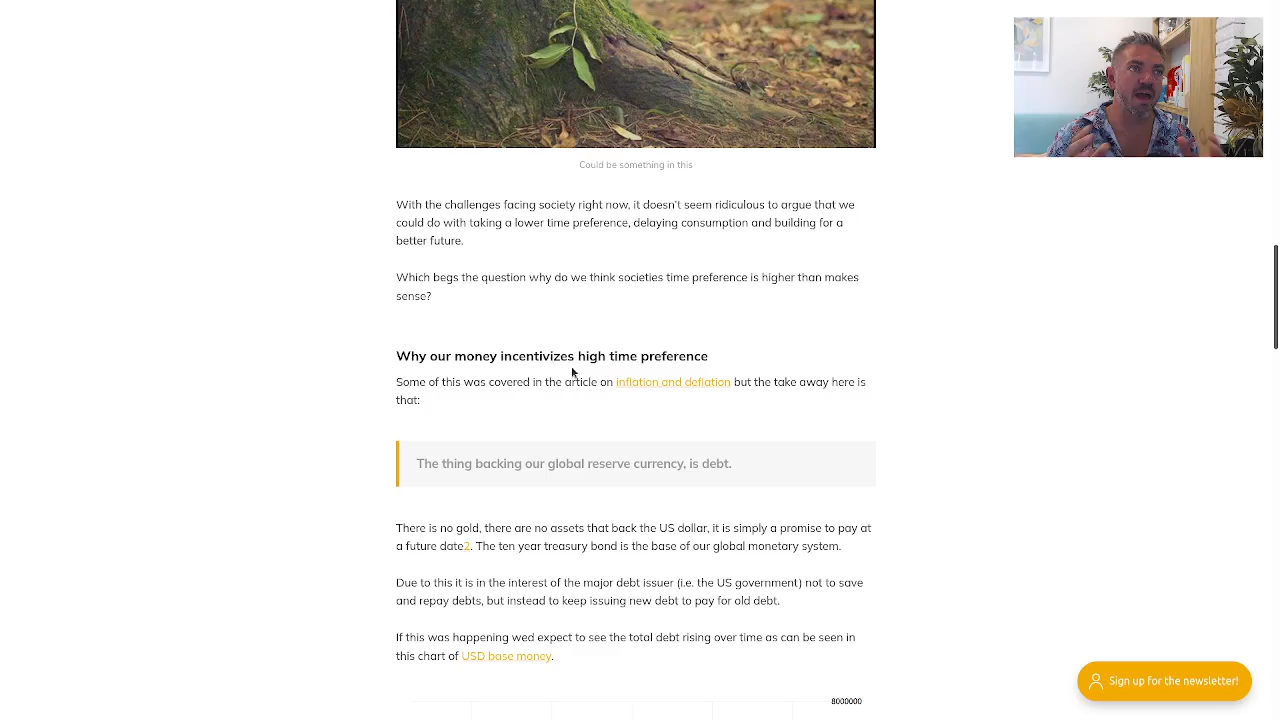 Could be something in this
With the challenges facing society right now, it doesn't seem ridiculous to argue that we
could do with taking a lower time preference, delaying consumption and building for a
better future.
Which begs the question why do we think societies time preference is higher than makes
sense?
Why our money incentivizes high time preference
Some of this was covered in the article on inflation and deflation but the take away here is
that:
The thing backing our global reserve currency, is debt.
There is no gold, there are no assets that back the US dollar, it is simply a promise to pay at
a future date2. The ten year treasury bond is the base of our global monetary system.
Due to this it is in the interest of the major debt issuer (i.e. the US government) not to save
and repay debts, but instead to keep issuing new debt to pay for old debt.
If this was happening wed expect to see the total debt rising over time as can be seen in
this chart of USD base money.
Sign up for the newsletter!
8000000